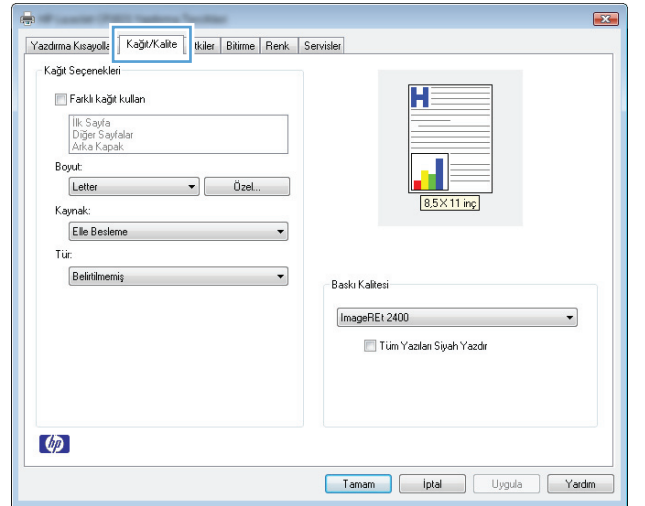 Yazdırma Kısayolla Kağıt/Kalite tkiler Bitirme Renk Servisler
Kağıt Seçenekleri
Farklı kağıt kullan
İlk Sayfa
Diğer Sayfalar
Arka Kapak
Boyut:
Letter Özel...
Kaynak:
Elle Besleme
Tür:
Belirtilmemiş
H
8,5 X 11 inç
Baskı Kalitesi
ImageREt 2400
Tüm Yazıları Siyah Yazdır
hp
Tamam İptal Uygula Yardım